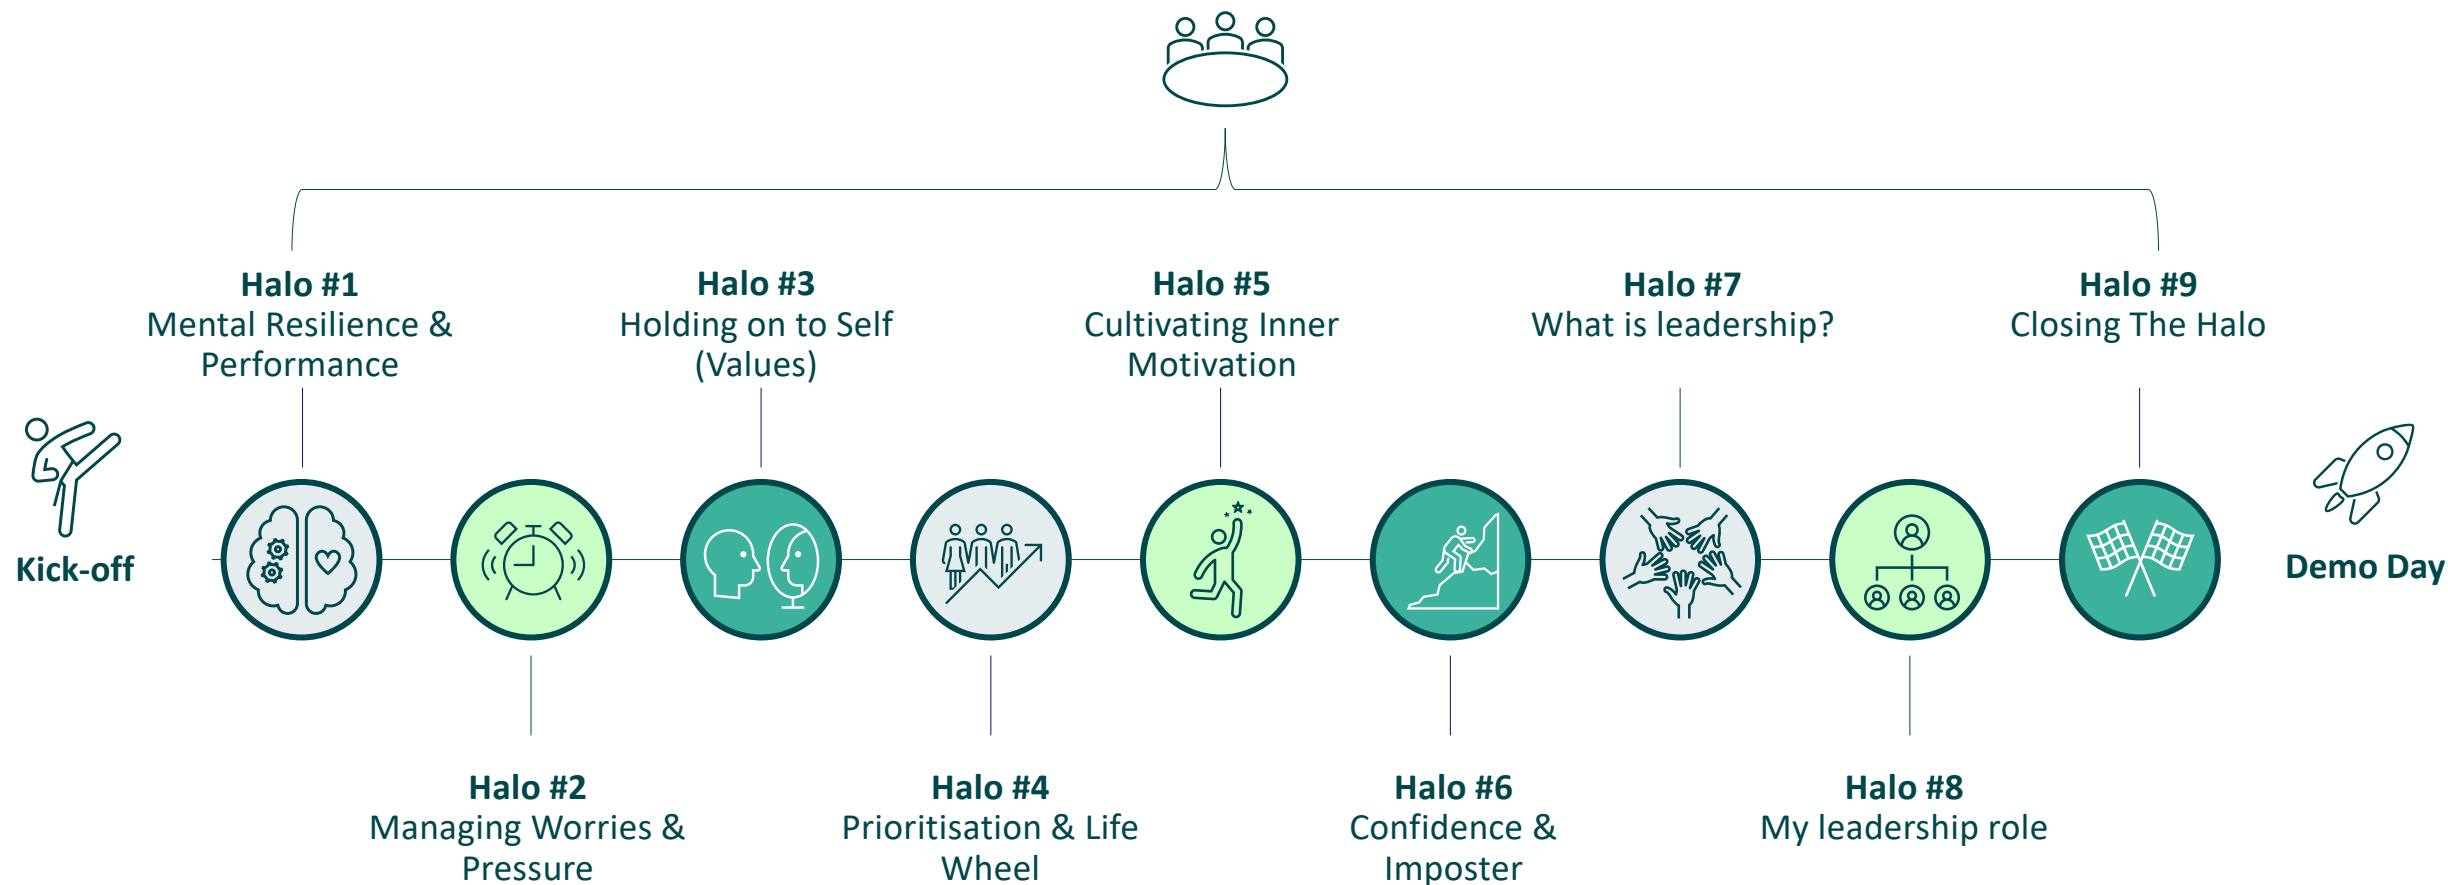 Halo #1
Mental Resilience &
Performance
Halo #3
Holding on to Self
(Values)
Halo #5
Cultivating Inner
Motivation
Halo #7
What is leadership?
Halo #9
Closing The Halo
Kick-off
Demo Day
Halo #2
Managing Worries &
Pressure
Halo #4
Prioritisation & Life
Wheel
Halo #6
Confidence &
Imposter
Halo #8
My leadership role